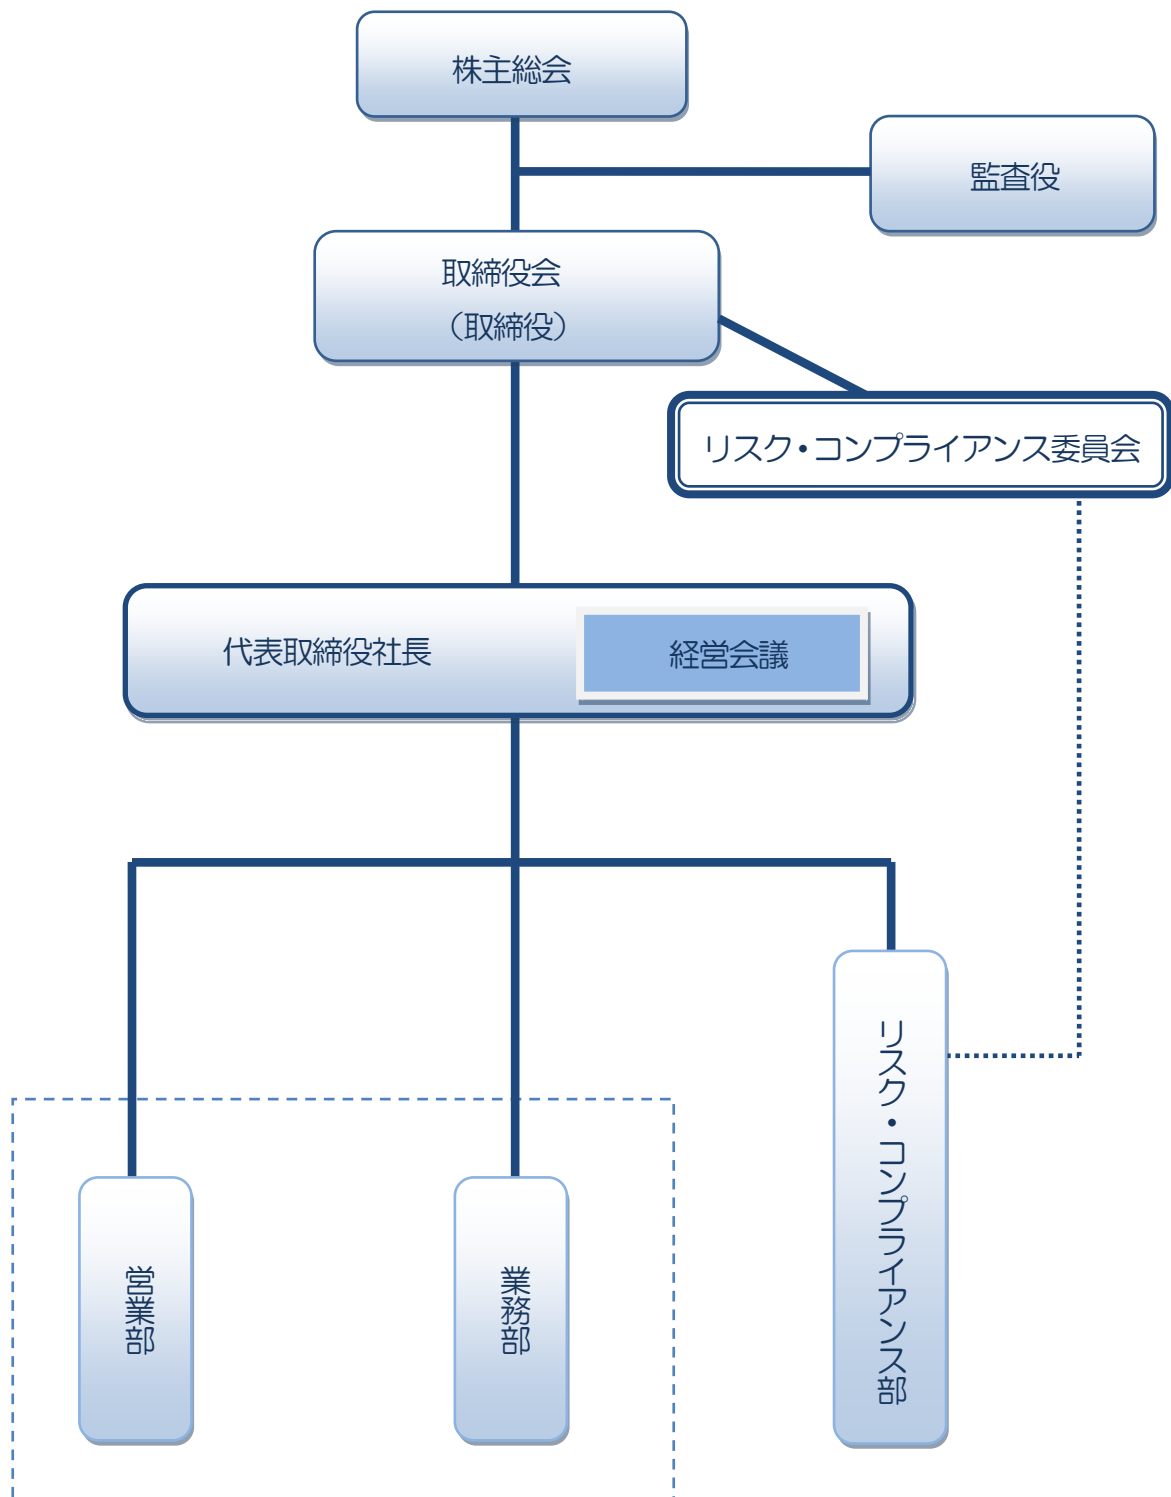 株主総会
監査役
取締役会
（取締役）
リスク・コンプライアンス委員会
代表取締役社長
経営会議
リスク・コンプライアンス部
営業部
業務部